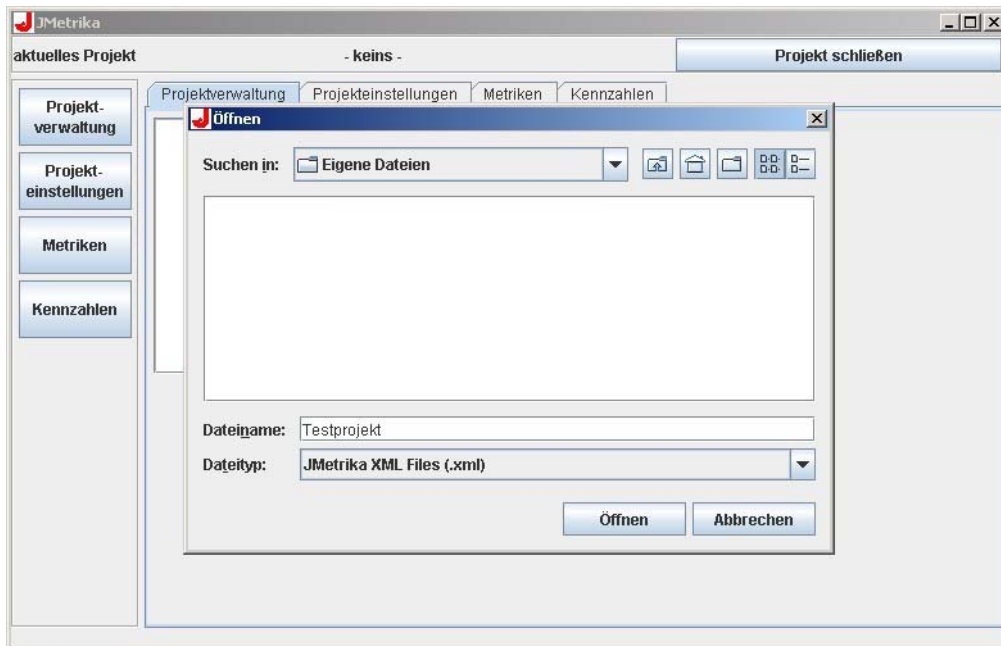 JMetrika
aktuelles Projekt - keins - Projekt schließen
Projekt-
verwaltung
Projekt-
einstellungen
Metriken
Kennzahlen
Projektverwaltung Projekteinstellungen Metriken Kennzahlen
Öffnen
Suchen in: Eigene Dateien
Dateiname: Testprojekt
Dateityp: JMetrika XML Files (.xml)
Öffnen Abbrechen